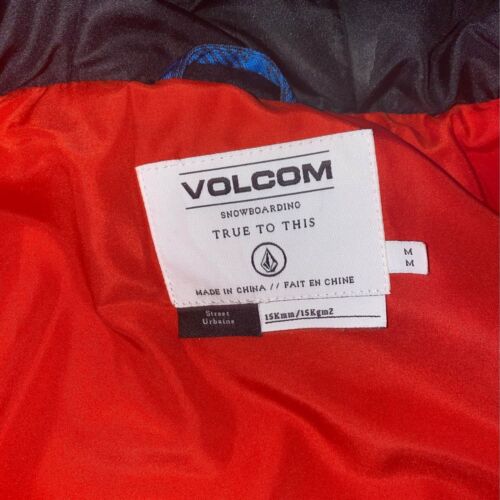 VOLCOM
SNOWBOARDING
TRUE TO THIS
M
M
MADE IN CHINA // FAIT EN CHINE
Street
Urbaine
15Kmm/15Kgm2